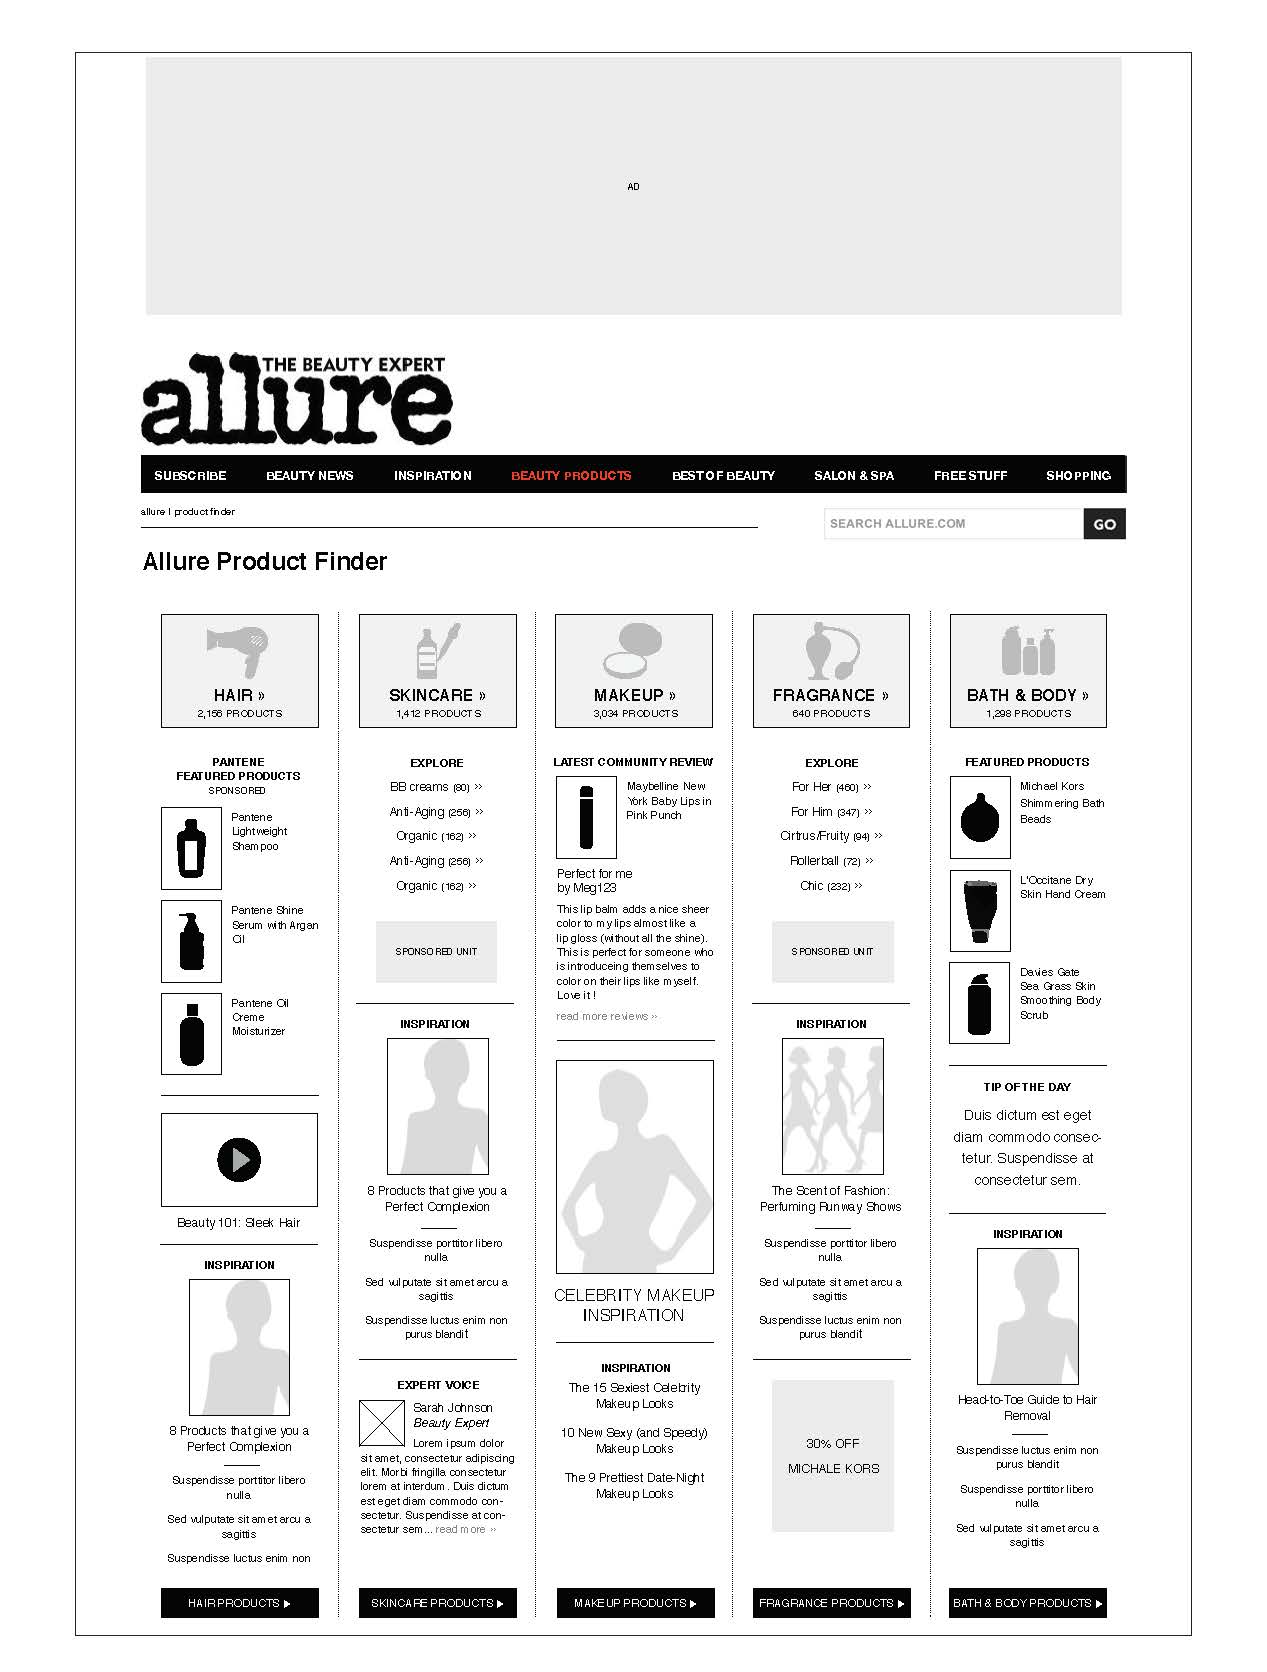 AD
THE BEAUTY EXPERT
allure
SUBSCRIBE BEAUTY NEWS INSPIRATION BEAUTY PRODUCTS BEST OF BEAUTY SALON & SPA FREE STUFF SHOPPING
allure | product finder
SEARCH ALLURE.COM GO
Allure Product Finder
HAIR »
2,156 PRODUCTS
PANTENE
FEATURED PRODUCTS
SPONSORED
Pantene
Lightweight
Shampoo
Pantene Shine
Serum with Argan
Oil
Pantene Oil
Creme
Moisturizer
Beauty 101: Sleek Hair
INSPIRATION
8 Products that give you a
Perfect Complexion
Suspendisse porttitor libero
nulla
Sed vulputate sit amet arcu a
sagittis
Suspendisse luctus enim non
HAIR PRODUCTS ▶
SKINCARE »
1,412 PRODUCTS
EXPLORE
BB creams (80) »
Anti-Aging (256) »
Organic (162) »
Anti-Aging (256) »
Organic (162) »
SPONSORED UNIT
INSPIRATION
8 Products that give you a
Perfect Complexion
Suspendisse porttitor libero
nulla
Sed vulputate sit amet arcu a
sagittis
Suspendisse luctus enim non
purus blandit
EXPERT VOICE
Sarah Johnson
Beauty Expert
Lorem ipsum dolor
sit amet, consectetur adipiscing
elit. Morbi fringilla consectetur
lorem at interdum. Duis dictum
est eget diam commodo con-
sectetur. Suspendisse at con-
sectetur sem... read more »
SKINCARE PRODUCTS ▶
MAKEUP »
3,034 PRODUCTS
LATEST COMMUNITY REVIEW
Maybelline New
York Baby Lips in
Pink Punch
Perfect for me
by Meg123
This lip balm adds a nice sheer
color to my lips almost like a
lip gloss (without all the shine).
This is perfect for someone who
is introduceing themselves to
color on their lips like myself.
Love it !
read more reviews »
CELEBRITY MAKEUP
INSPIRATION
INSPIRATION
The 15 Sexiest Celebrity
Makeup Looks
10 New Sexy (and Speedy)
Makeup Looks
The 9 Prettiest Date-Night
Makeup Looks
MAKEUP PRODUCTS ▶
FRAGRANCE »
640 PRODUCTS
EXPLORE
For Her (460) »
For Him (347) »
Cirtrus/Fruity (94) »
Rollerball (72) »
Chic (232) »
SPONSORED UNIT
INSPIRATION
The Scent of Fashion:
Perfuming Runway Shows
Suspendisse porttitor libero
nulla
Sed vulputate sit amet arcu a
sagittis
Suspendisse luctus enim non
purus blandit
30% OFF
MICHALE KORS
FRAGRANCE PRODUCTS ▶
BATH & BODY »
1,298 PRODUCTS
FEATURED PRODUCTS
Michael Kors
Shimmering Bath
Beads
L'Occitane Dry
Skin Hand Cream
Davies Gate
Sea Grass Skin
Smoothing Body
Scrub
TIP OF THE DAY
Duis dictum est eget
diam commodo consec-
tetur. Suspendisse at
consectetur sem.
INSPIRATION
Head-to-Toe Guide to Hair
Removal
Suspendisse luctus enim non
purus blandit
Suspendisse porttitor libero
nulla
Sed vulputate sit amet arcu a
sagittis
BATH & BODY PRODUCTS ▶